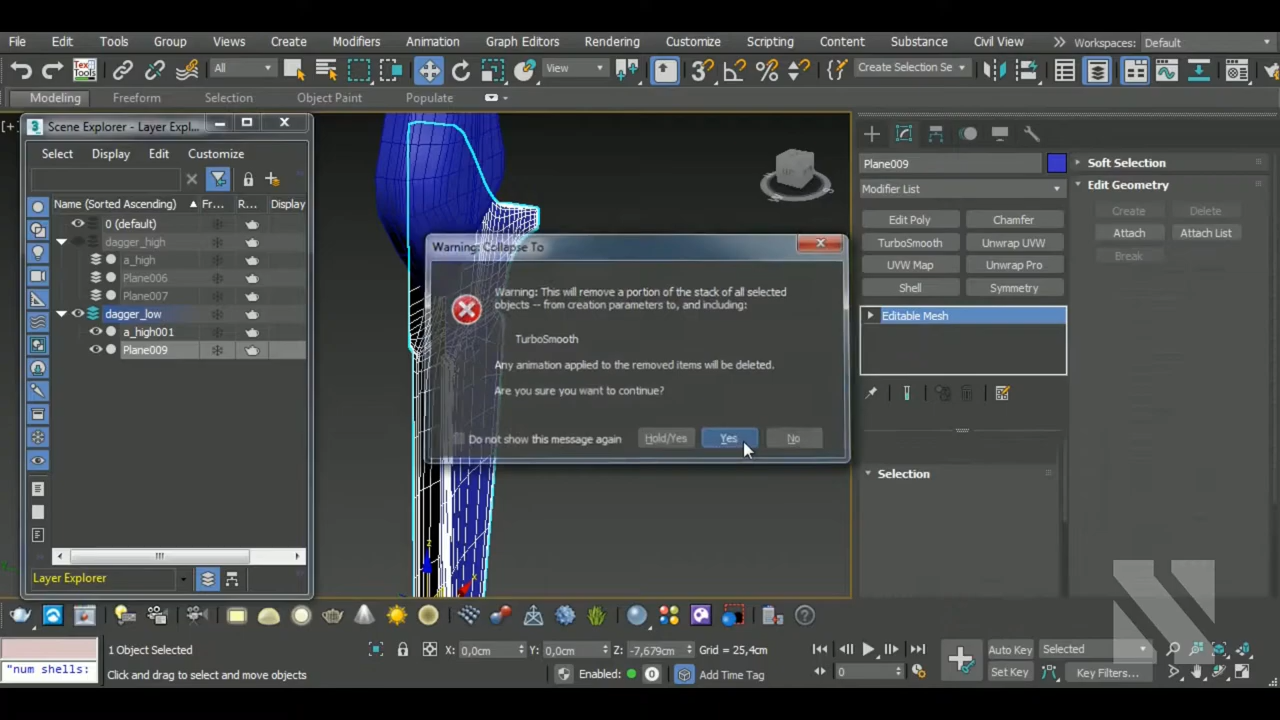 File Edit Tools Group Views Create Modifiers Animation Graph Editors Rendering Customize Scripting Content Substance Civil View Workspaces: Default
Tex Tools All View Create Selection Se
Modeling Freeform Selection Object Paint Populate
[+]
Scene Explorer - Layer Expl...
Select Display Edit Customize
Name (Sorted Ascending) Fr... R... Display
0 (default)
dagger_high
a_high
Plane006
Plane007
dagger_low
a_high001
Plane009
Layer Explorer
Warning: Collapse To
Warning: This will remove a portion of the stack of all selected
objects -- from creation parameters to, and including:
TurboSmooth
Any animation applied to the removed items will be deleted.
Are you sure you want to continue?
Do not show this message again Hold/Yes Yes No
z
Plane009
Modifier List
Edit Poly Chamfer
TurboSmooth Unwrap UVW
UVW Map Unwrap Pro
Shell Symmetry
Editable Mesh
Selection
Soft Selection
Edit Geometry
Create Delete
Attach Attach List
Break
"num shells:
1 Object Selected
Click and drag to select and move objects
X: 0,0cm Y: 0,0cm Z: -7,679cm Grid = 25,4cm
Enabled: 0 Add Time Tag
0
Auto Key Selected
Set Key Key Filters...